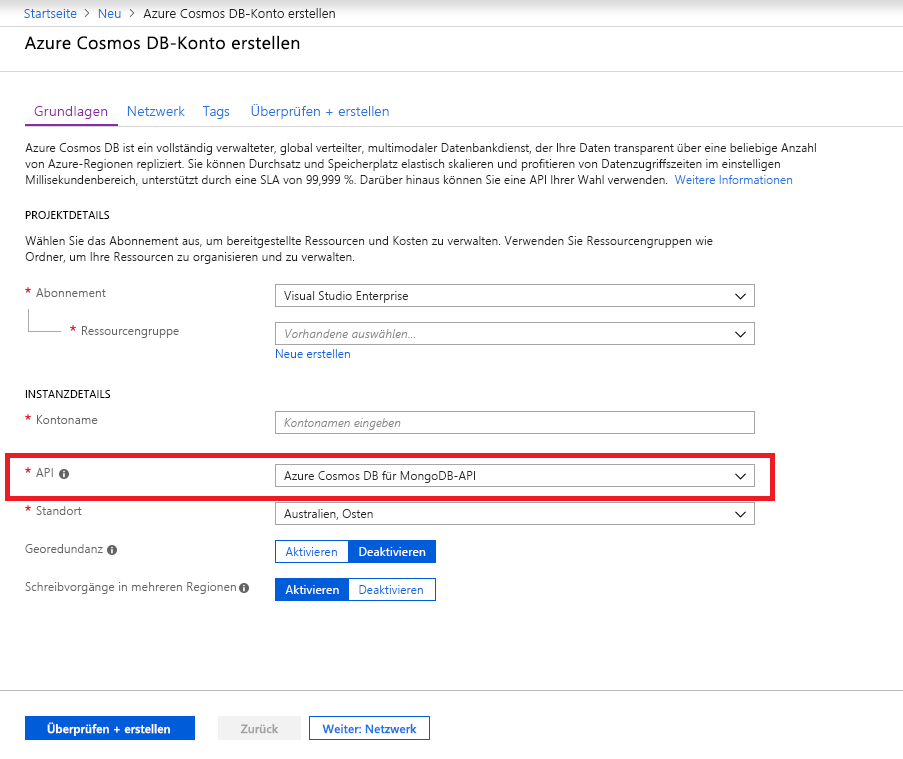 Startseite > Neu > Azure Cosmos DB-Konto erstellen
Azure Cosmos DB-Konto erstellen
Grundlagen Netzwerk Tags Überprüfen + erstellen
Azure Cosmos DB ist ein vollständig verwalteter, global verteilter, multimodaler Datenbankdienst, der Ihre Daten transparent über eine beliebige Anzahl
von Azure-Regionen repliziert. Sie können Durchsatz und Speicherplatz elastisch skalieren und profitieren von Datenzugriffszeiten im einstelligen
Millisekundenbereich, unterstützt durch eine SLA von 99,999 %. Darüber hinaus können Sie eine API Ihrer Wahl verwenden. Weitere Informationen
PROJEKTDETAILS
Wählen Sie das Abonnement aus, um bereitgestellte Ressourcen und Kosten zu verwalten. Verwenden Sie Ressourcengruppen wie
Ordner, um Ihre Ressourcen zu organisieren und zu verwalten.
* Abonnement Visual Studio Enterprise
* Ressourcengruppe Vorhandene auswählen...
Neue erstellen
INSTANZDETAILS
* Kontoname Kontonamen eingeben
* API Azure Cosmos DB für MongoDB-API
* Standort Australien, Osten
Georedundanz Aktivieren Deaktivieren
Schreibvorgänge in mehreren Regionen Aktivieren Deaktivieren
Überprüfen + erstellen Zurück Weiter: Netzwerk